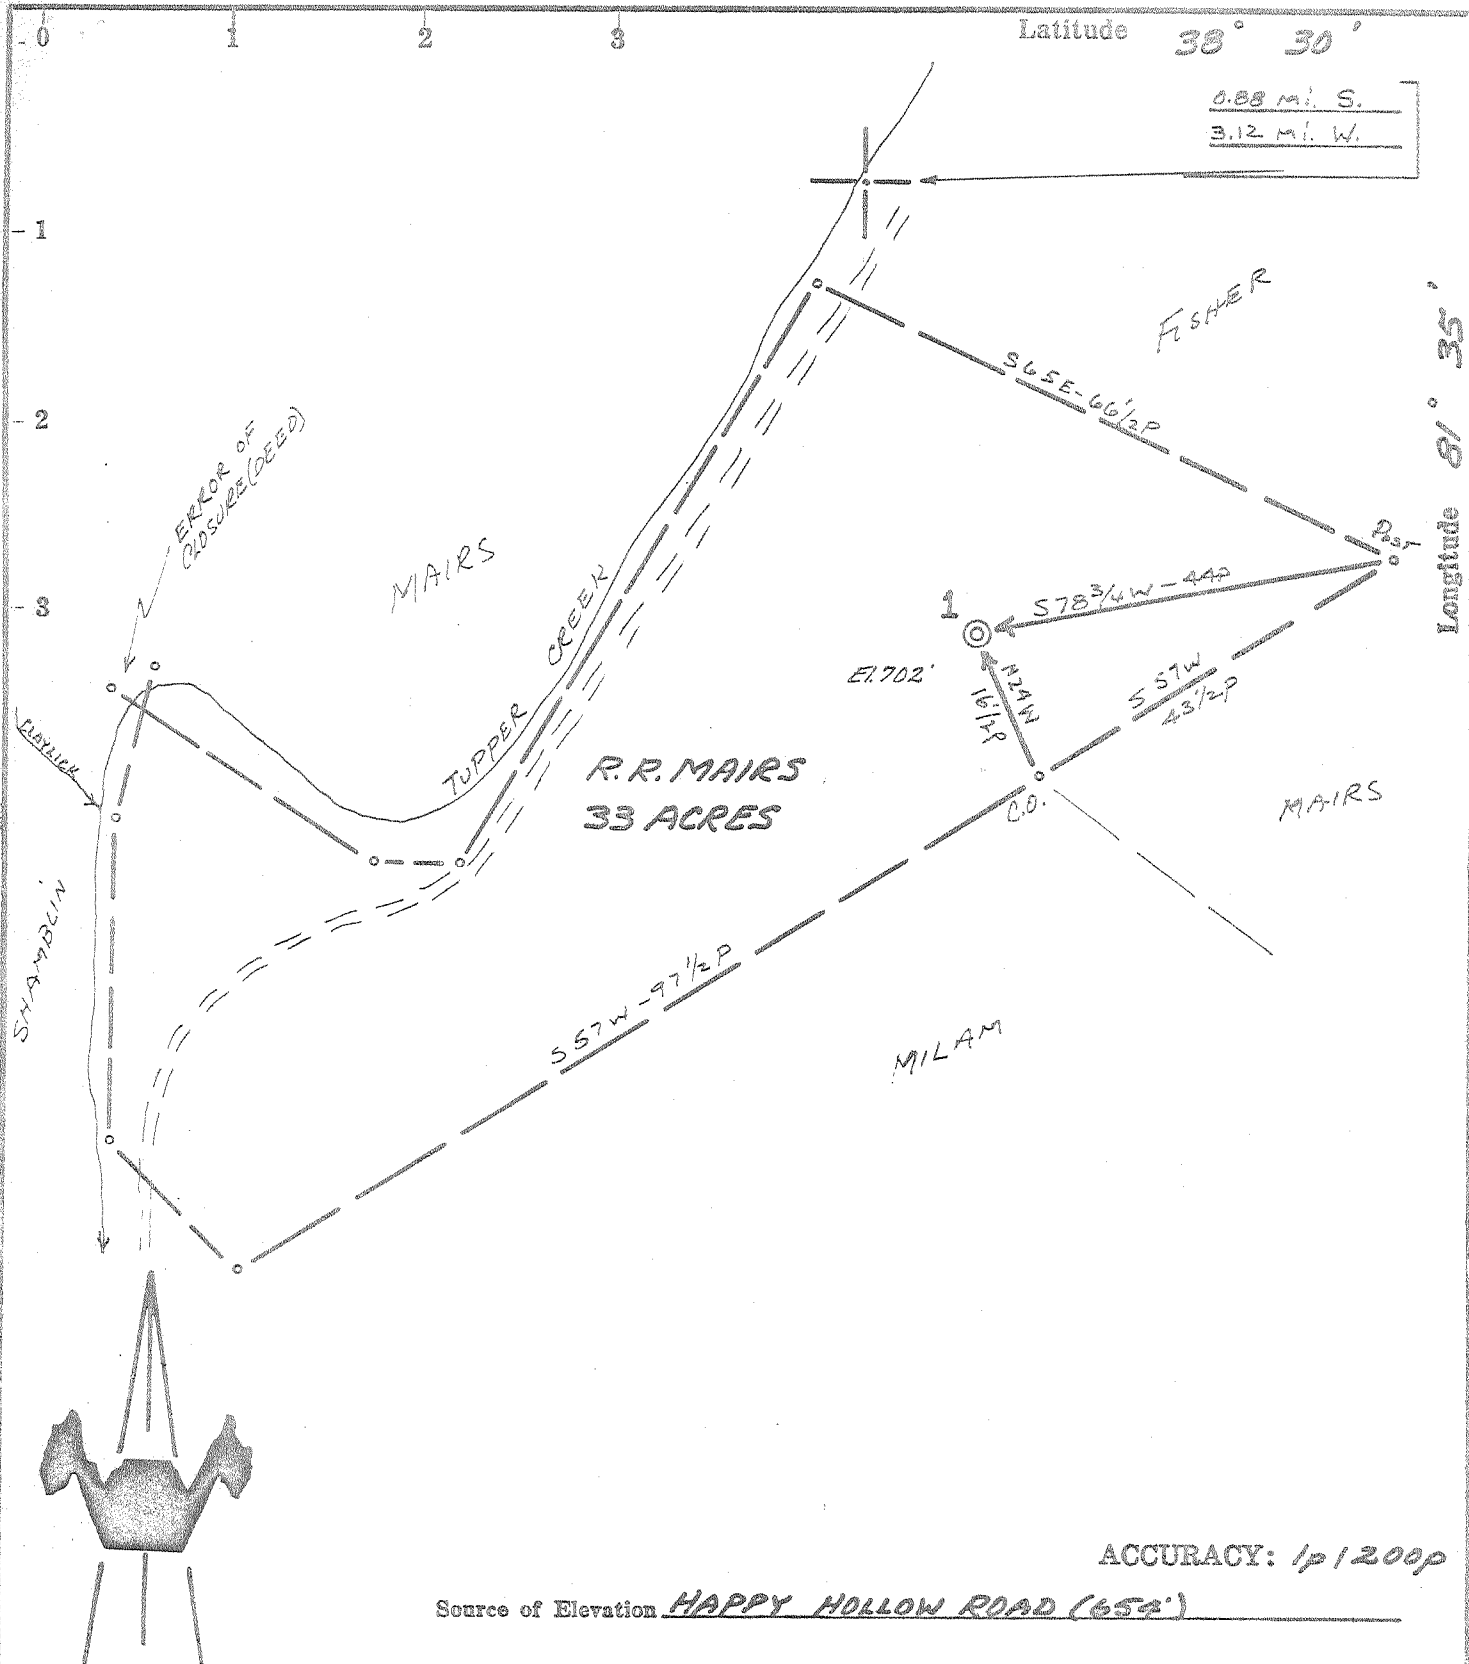 0 1 2 3
Latitude 38° 30'
0.88 mi. S.
3.12 mi. W.
1
2
3
Longitude 81° 35'
FISHER
S65E-66½P
ERROR OF
CLOSURE (DEED)
MAIRS
Post
S78¾W-44P
1
El. 702'
N24W
16½P
S57W
43½P
CREEK
TUPPER
CLAYLICK
R.R. MAIRS
33 ACRES
C.O.
MAIRS
SHAMBLIN
S57W-97½P
MILAM
ACCURACY: 1p/200p
Source of Elevation HAPPY HOLLOW ROAD (654')